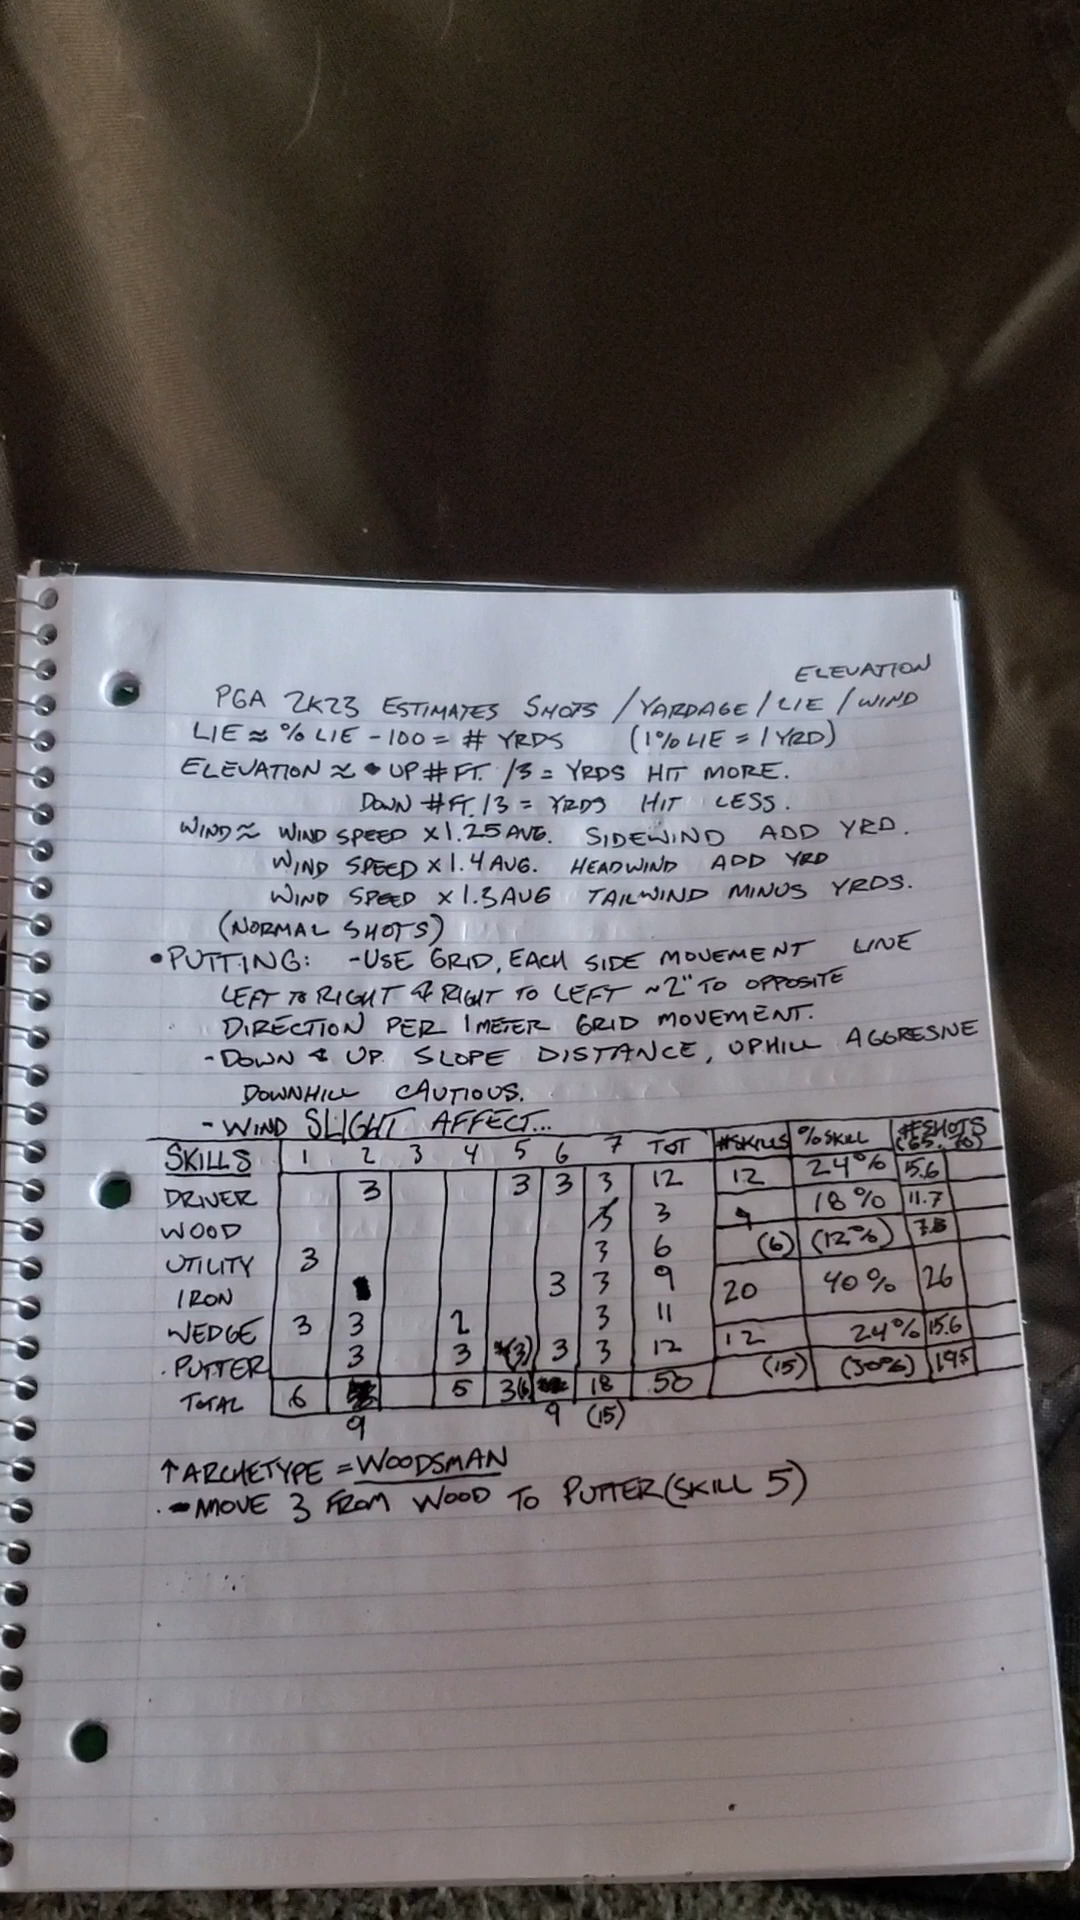 ELEVATION
PGA 2K23 ESTIMATES SHOTS / YARDAGE / LIE / WIND
LIE ≈ % LIE - 100 = # YRDS (1% LIE = 1 YRD)
ELEVATION ≈ UP # FT. /3 = YRDS HIT MORE.
DOWN # FT. /3 = YRDS HIT LESS.
WIND ≈ WIND SPEED x 1.25 AVG. SIDEWIND ADD YRD.
WIND SPEED x 1.4 AVG. HEADWIND ADD YRD
WIND SPEED x 1.3 AVG TAILWIND MINUS YRDS.
(NORMAL SHOTS)
• PUTTING: - USE GRID, EACH SIDE MOVEMENT LINE
LEFT TO RIGHT & RIGHT TO LEFT ~2" TO OPPOSITE
DIRECTION PER 1 METER GRID MOVEMENT.
- DOWN & UP SLOPE DISTANCE, UPHILL AGGRESIVE
DOWNHILL CAUTIOUS.
- WIND SLIGHT AFFECT...
SKILLS 1 2 3 4 5 6 7 TOT #SKILLS % SKILL #SHOTS (65-70)
DRIVER 3 3 3 3 12 12 24% 15.6
WOOD 3 3 9 18% 11.7
UTILITY 3 3 6 (6) (12%) 7.8
IRON 3 3 9 20 40% 26
WEDGE 3 3 2 3 11 12 24% 15.6
PUTTER 3 3 (3) 3 3 12 (15) (30%) 19.5
TOTAL 6 5 3(6) 18 50
9 9 (15)
↑ ARCHETYPE = WOODSMAN
- MOVE 3 FROM WOOD TO PUTTER (SKILL 5)